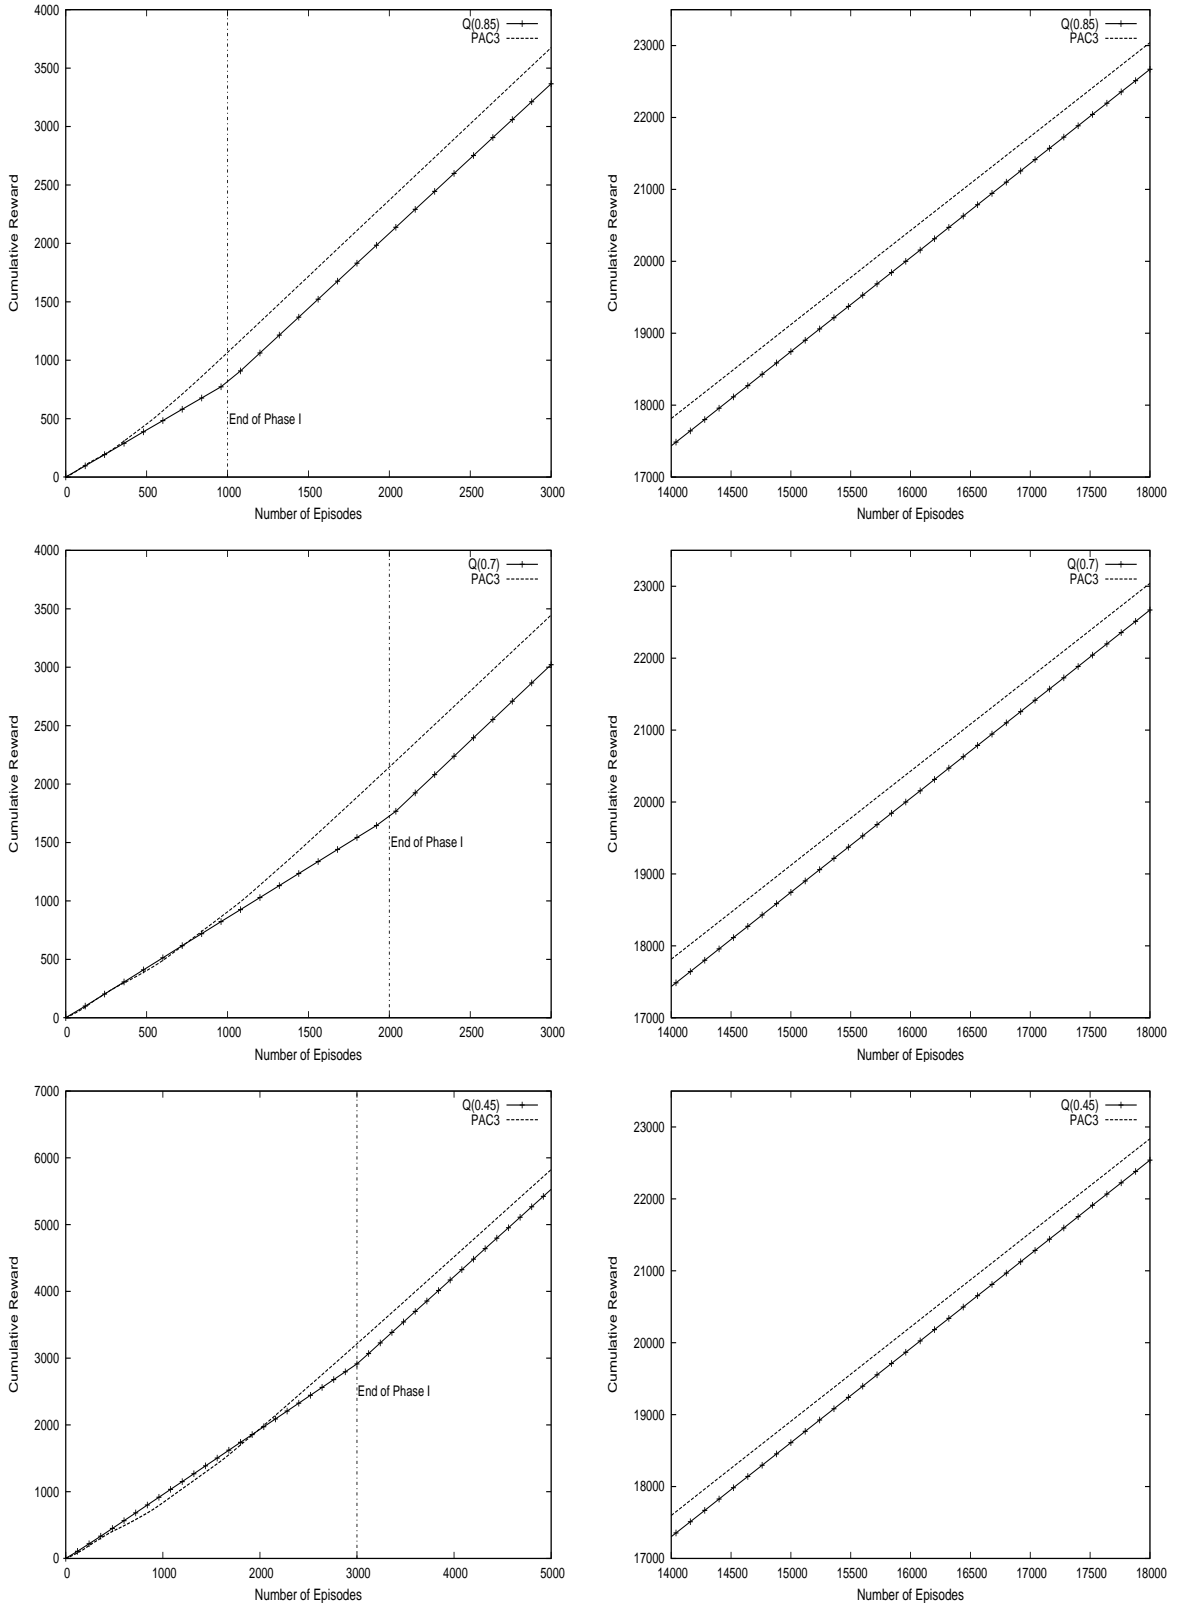 4000
3500
3000
2500
2000
1500
1000
500
0
0 500 1000 1500 2000 2500 3000
Cumulative Reward
Number of Episodes
Q(0.85)
PAC3
End of Phase I
23000
22000
21000
20000
19000
18000
17000
14000 14500 15000 15500 16000 16500 17000 17500 18000
Cumulative Reward
Number of Episodes
Q(0.85)
PAC3
4000
3500
3000
2500
2000
1500
1000
500
0
0 500 1000 1500 2000 2500 3000
Cumulative Reward
Number of Episodes
Q(0.7)
PAC3
End of Phase I
23000
22000
21000
20000
19000
18000
17000
14000 14500 15000 15500 16000 16500 17000 17500 18000
Cumulative Reward
Number of Episodes
Q(0.7)
PAC3
7000
6000
5000
4000
3000
2000
1000
0
0 1000 2000 3000 4000 5000
Cumulative Reward
Number of Episodes
Q(0.45)
PAC3
End of Phase I
23000
22000
21000
20000
19000
18000
17000
14000 14500 15000 15500 16000 16500 17000 17500 18000
Cumulative Reward
Number of Episodes
Q(0.45)
PAC3